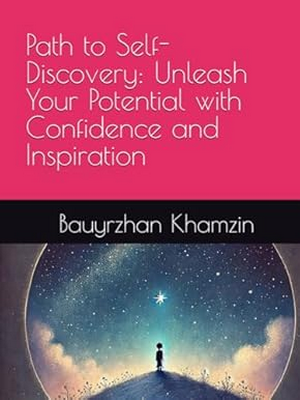 Path to Self-
Discovery: Unleash
Your Potential with
Confidence and
Inspiration
Bauyrzhan Khamzin